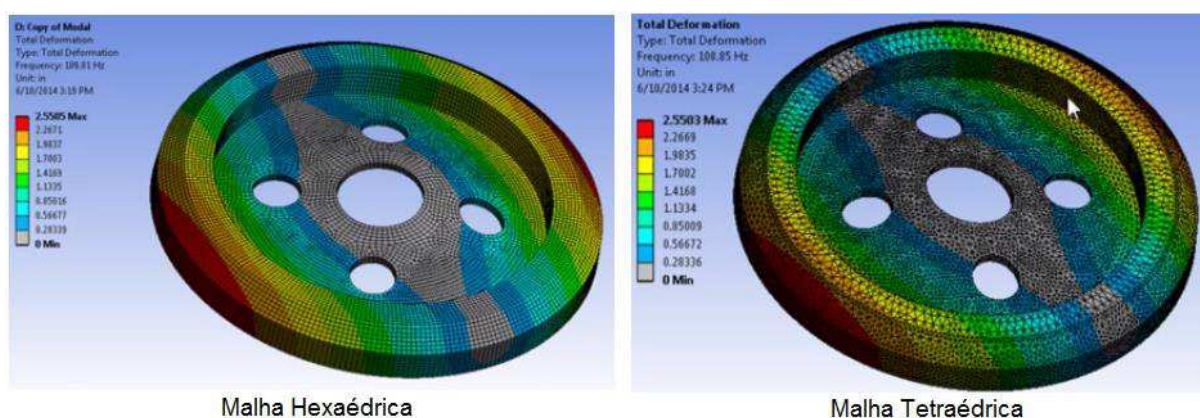 D: Copy of Modal
Total Deformation
Type: Total Deformation
Frequency: 108.81 Hz
Unit: in
6/10/2014 3:19 PM
2.5505 Max
2.2671
1.9837
1.7003
1.4169
1.1335
0.85016
0.56677
0.28339
0 Min
Malha Hexaédrica
Total Deformation
Type: Total Deformation
Frequency: 108.85 Hz
Unit: in
6/10/2014 3:24 PM
2.5503 Max
2.2669
1.9835
1.7002
1.4168
1.1334
0.85009
0.56672
0.28336
0 Min
Malha Tetraédrica